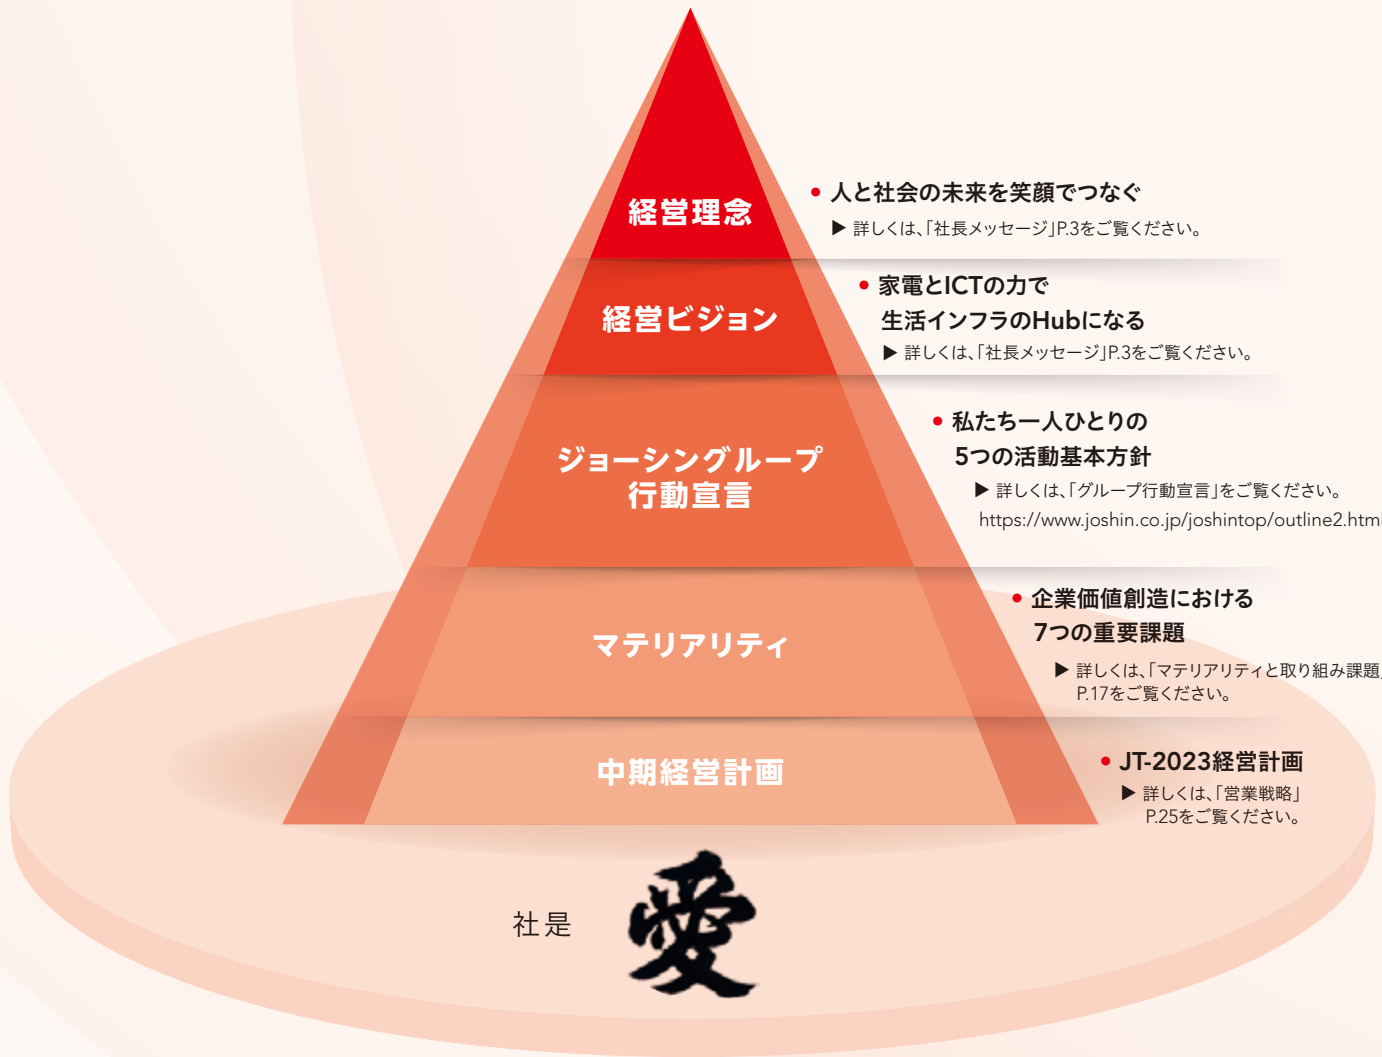 経営理念
• 人と社会の未来を笑顔でつなぐ
▶ 詳しくは、「社長メッセージ」P.3をご覧ください。
経営ビジョン
• 家電とICTの力で
生活インフラのHubになる
▶ 詳しくは、「社長メッセージ」P.3をご覧ください。
ジョーシングループ
行動宣言
• 私たち一人ひとりの
5つの活動基本方針
▶ 詳しくは、「グループ行動宣言」をご覧ください。
https://www.joshin.co.jp/joshintop/outline2.html
マテリアリティ
• 企業価値創造における
7つの重要課題
▶ 詳しくは、「マテリアリティと取り組み課題」
P.17をご覧ください。
中期経営計画
• JT-2023経営計画
▶ 詳しくは、「営業戦略」
P.25をご覧ください。
社是 愛